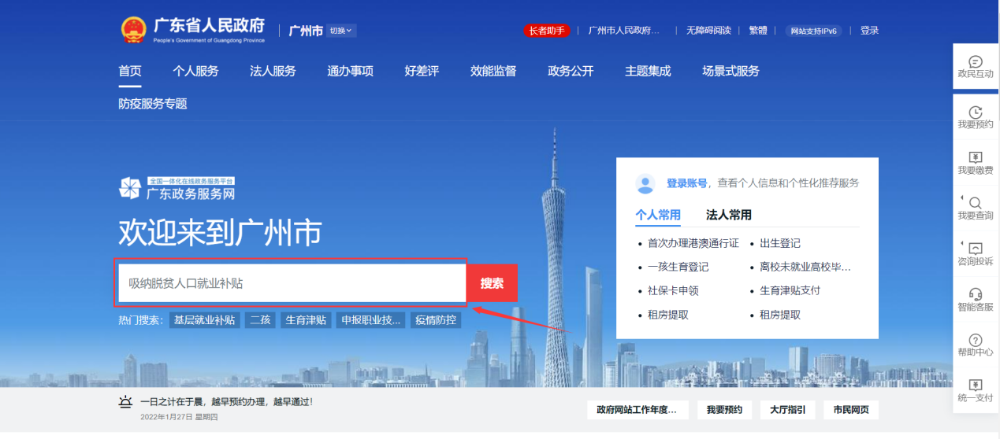 广东省人民政府
People's Government of Guangdong Province
广州市 切换
长者助手 | 广州市人民政府... | 无障碍阅读 | 繁體 | 网站支持IPv6 | 登录
首页 个人服务 法人服务 通办事项 好差评 效能监督 政务公开 主题集成 场景式服务
防疫服务专题
全国一体化在线政务服务平台
广东政务服务网
欢迎来到广州市
吸纳脱贫人口就业补贴 搜索
热门搜索: 基层就业补贴 二孩 生育津贴 申报职业技... 疫情防控
登录账号，查看个人信息和个性化推荐服务
个人常用 法人常用
• 首次办理港澳通行证 • 出生登记
• 一孩生育登记 • 离校未就业高校毕...
• 社保卡申领 • 生育津贴支付
• 租房提取 • 租房提取
政民互动
我要预约
我要缴费
我要查询
咨询投诉
智能客服
帮助中心
统一支付
一日之计在于晨，越早预约办理，越早通过！
2022年1月27日 星期四
政府网站工作年度... 我要预约 大厅指引 市民网页